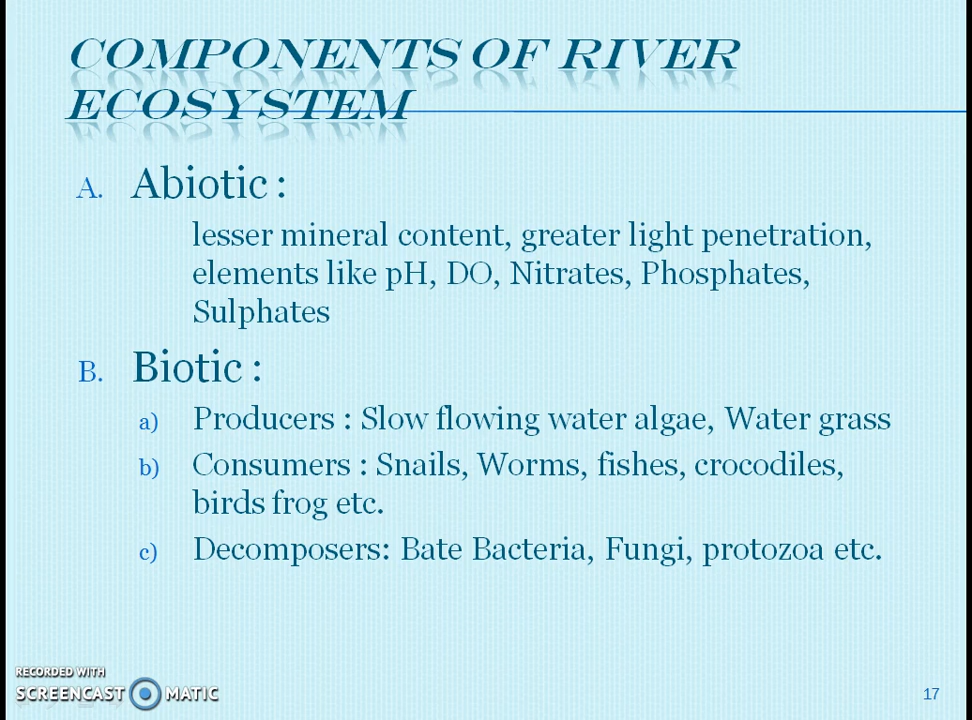 COMPONENTS OF RIVER
ECOSYSTEM
A. Abiotic :
lesser mineral content, greater light penetration,
elements like pH, DO, Nitrates, Phosphates,
Sulphates
B. Biotic :
a) Producers : Slow flowing water algae, Water grass
b) Consumers : Snails, Worms, fishes, crocodiles,
birds frog etc.
c) Decomposers: Bate Bacteria, Fungi, protozoa etc.
RECORDED WITH
SCREENCAST MATIC
17